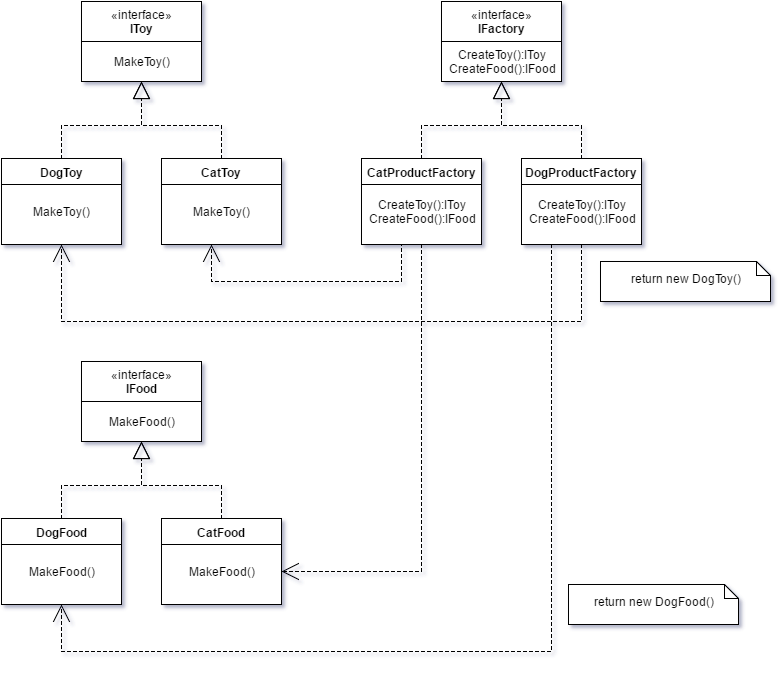 «interface»
IToy
MakeToy()
«interface»
IFactory
CreateToy():IToy
CreateFood():IFood
DogToy
MakeToy()
CatToy
MakeToy()
CatProductFactory
CreateToy():IToy
CreateFood():IFood
DogProductFactory
CreateToy():IToy
CreateFood():IFood
return new DogToy()
«interface»
IFood
MakeFood()
DogFood
MakeFood()
CatFood
MakeFood()
return new DogFood()